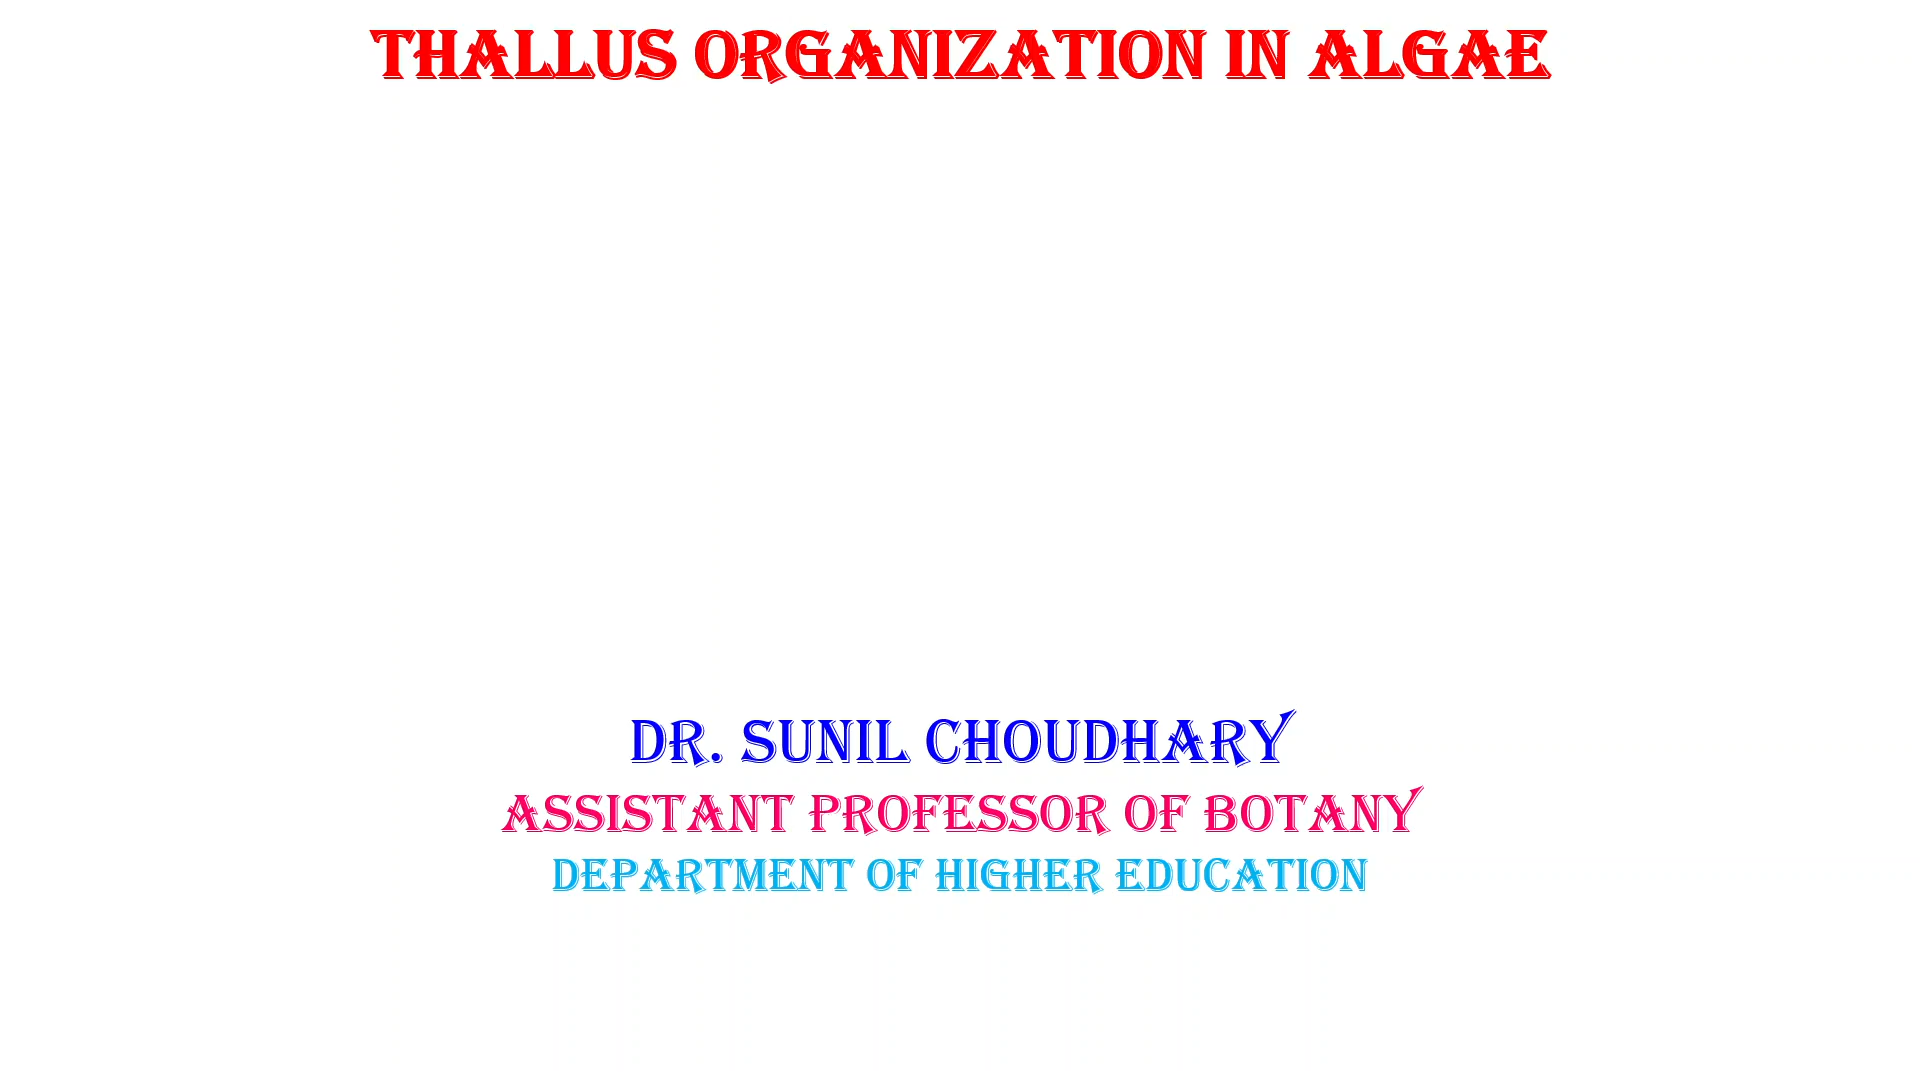 THALLUS ORGANIZATION IN ALGAE
DR. SUNIL CHOUDHARY
ASSISTANT PROFESSOR OF BOTANY
DEPARTMENT OF HIGHER EDUCATION